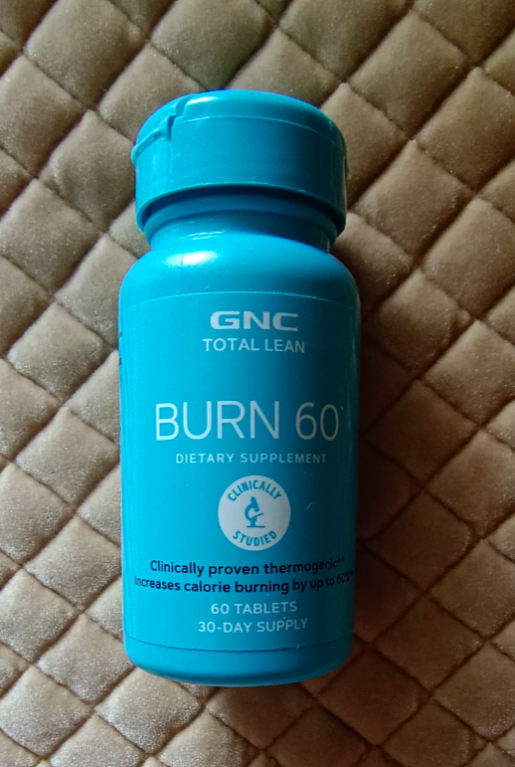 GNC
TOTAL LEAN
BURN 60
DIETARY SUPPLEMENT
CLINICALLY
STUDIED
Clinically proven thermogenic**
Increases calorie burning by up to 60%
60 TABLETS
30-DAY SUPPLY